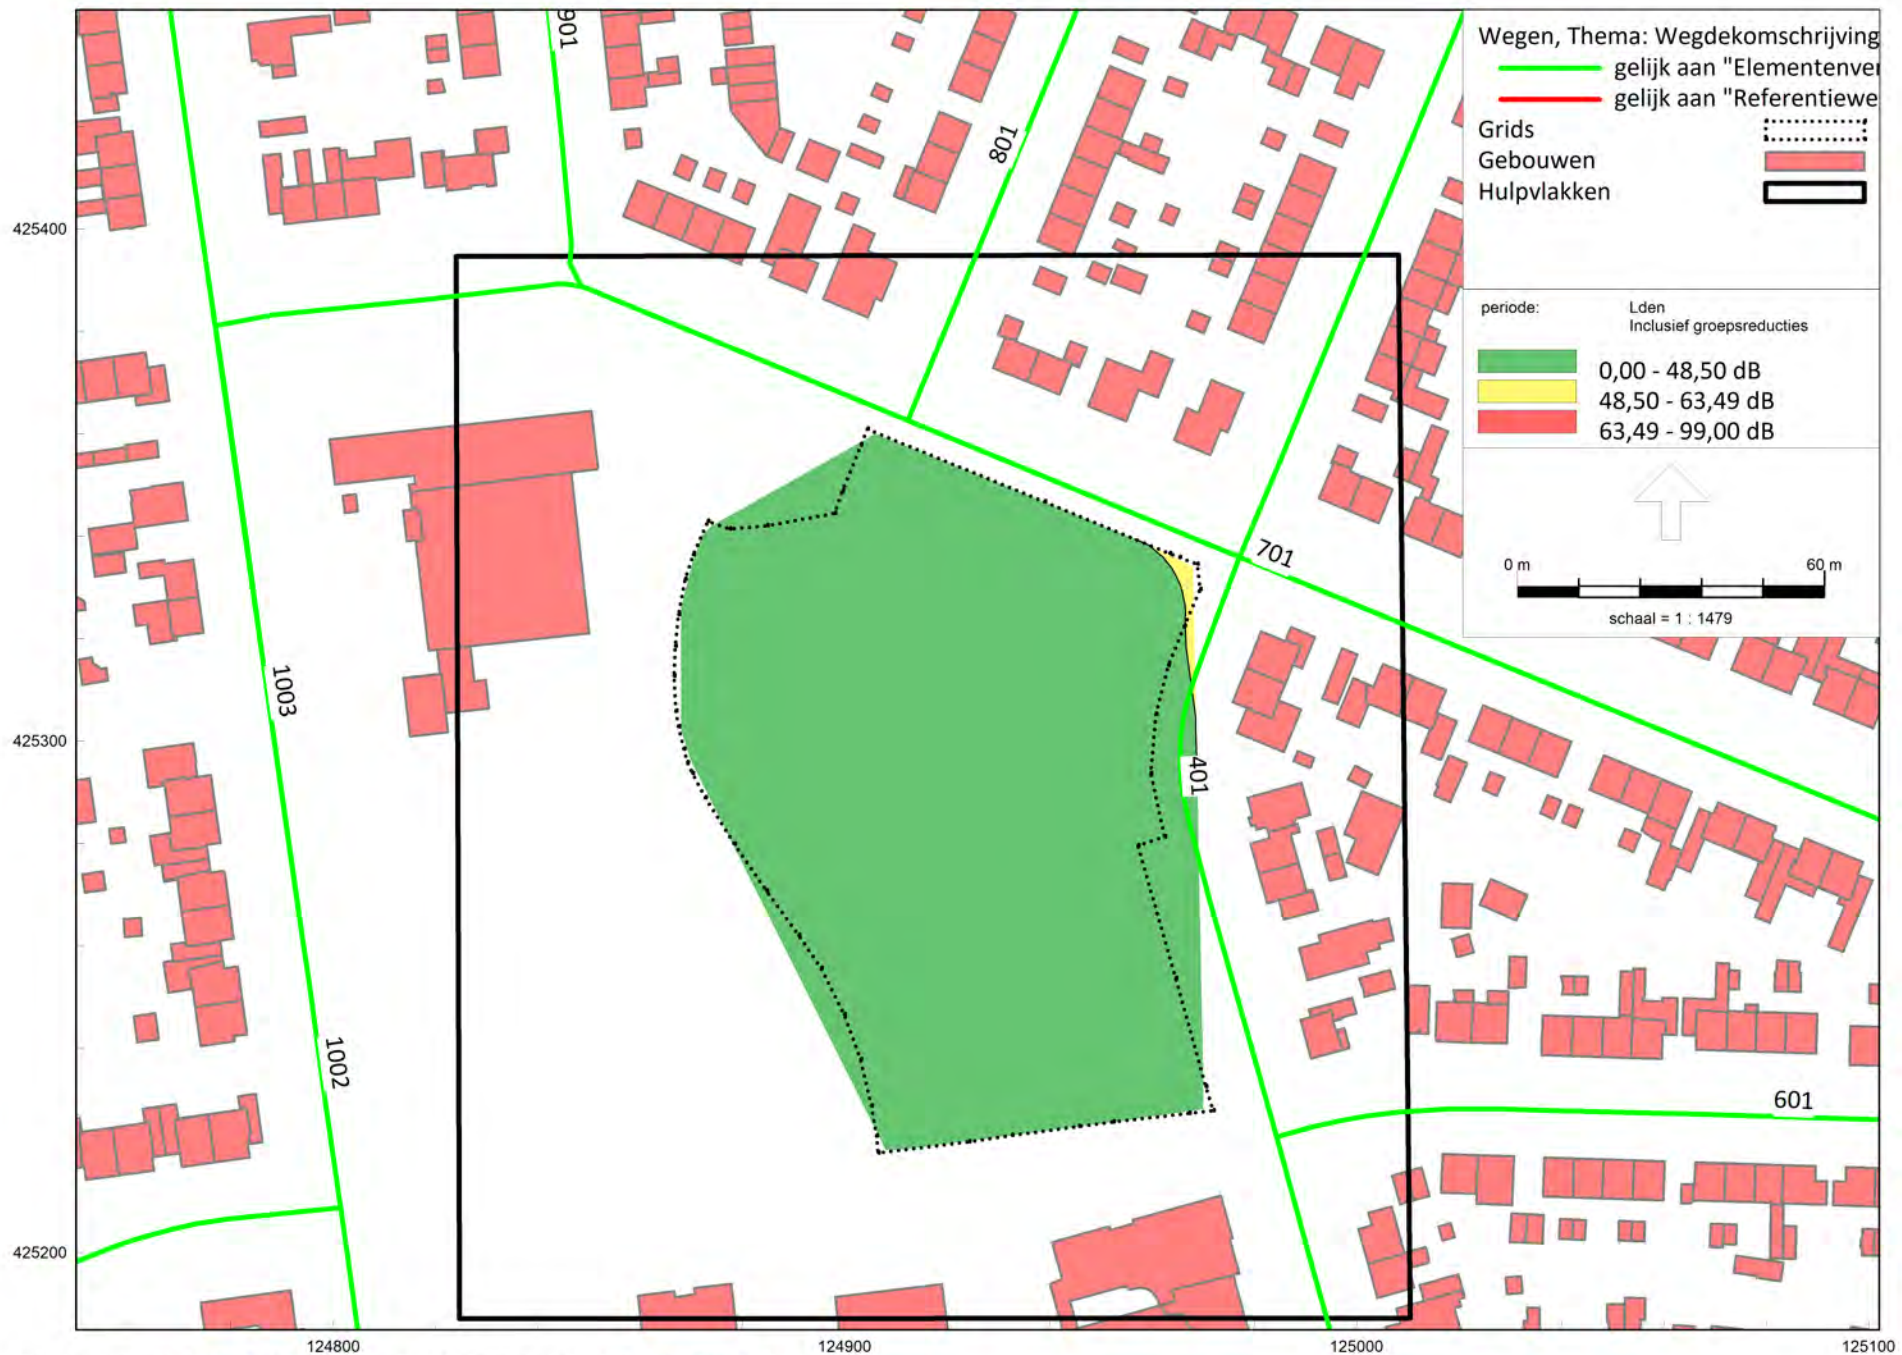 Wegen, Thema: Wegdekomschrijving
gelijk aan "Elementenver
gelijk aan "Referentiewe
Grids
Gebouwen
Hulpvlakken
periode: Lden
Inclusief groepsreducties
0,00 - 48,50 dB
48,50 - 63,49 dB
63,49 - 99,00 dB
0 m 60 m
schaal = 1 : 1479
901
801
701
1003
401
1002
601
425400
425300
425200
124800 124900 125000 125100